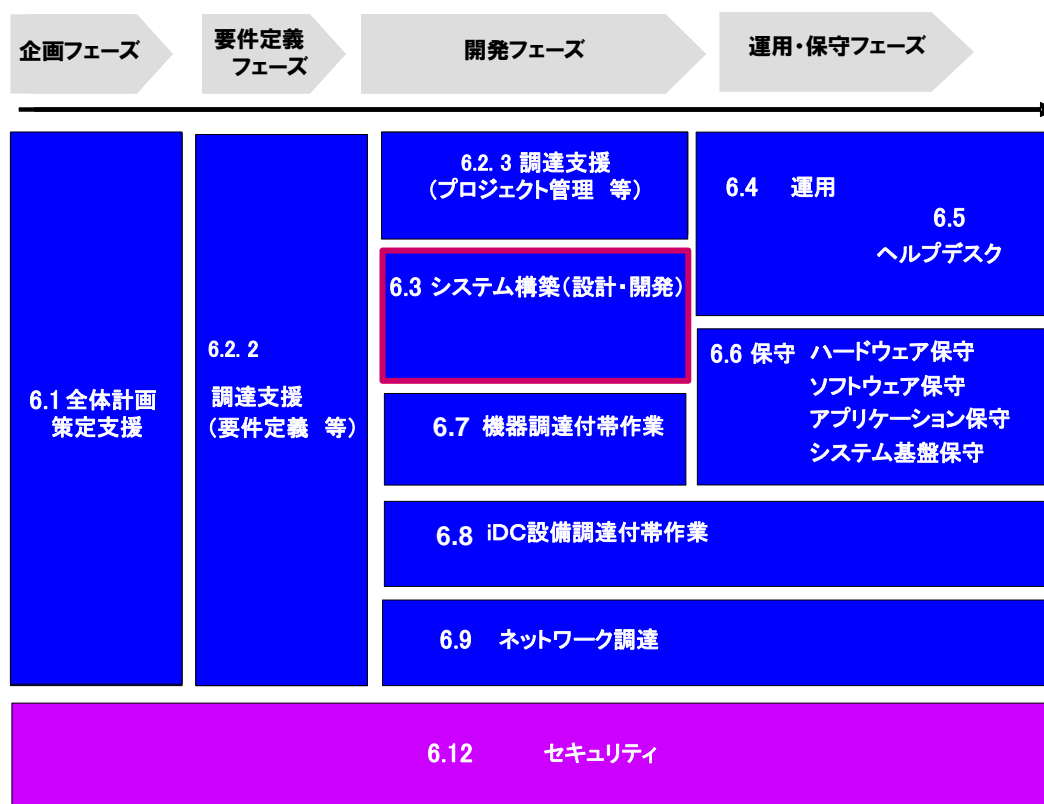 企画フェーズ
要件定義
フェーズ
開発フェーズ
運用・保守フェーズ
6.1 全体計画
策定支援
6.2. 2
調達支援
(要件定義 等)
6.2. 3 調達支援
(プロジェクト管理 等)
6.3 システム構築(設計・開発)
6.7 機器調達付帯作業
6.4 運用
6.5
ヘルプデスク
6.6 保守 ハードウェア保守
ソフトウェア保守
アプリケーション保守
システム基盤保守
6.8 iDC設備調達付帯作業
6.9 ネットワーク調達
6.12 セキュリティ